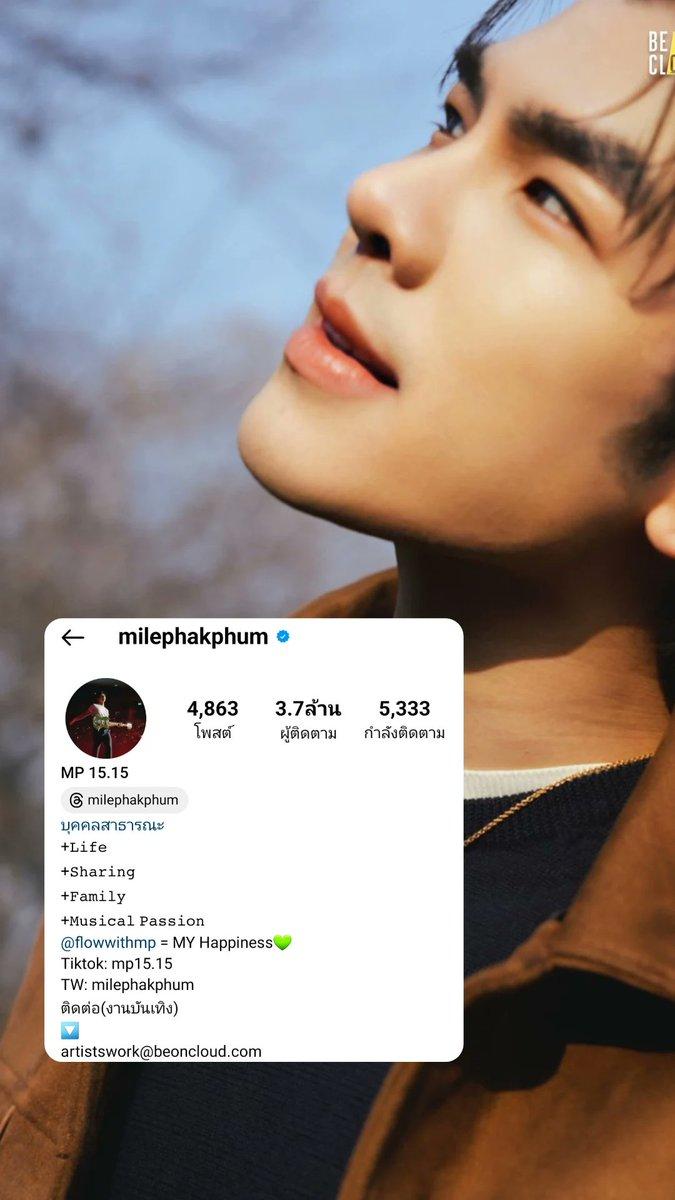 BE
CL
milephakphum
4,863 3.7ล้าน 5,333
โพสต์ ผู้ติดตาม กำลังติดตาม
MP 15.15
milephakphum
บุคคลสาธารณะ
+Life
+Sharing
+Family
+Musical Passion
@flowwithmp = MY Happiness💚
Tiktok: mp15.15
TW: milephakphum
ติดต่อ(งานบันเทิง)
🔽
artistswork@beoncloud.com